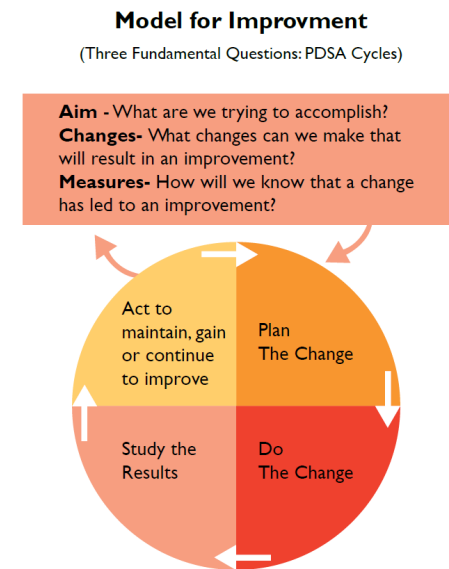 Model for Improvment
(Three Fundamental Questions: PDSA Cycles)
Aim - What are we trying to accomplish?
Changes- What changes can we make that
will result in an improvement?
Measures- How will we know that a change
has led to an improvement?
Act to
maintain, gain
or continue
to improve
Plan
The Change
Study the
Results
Do
The Change